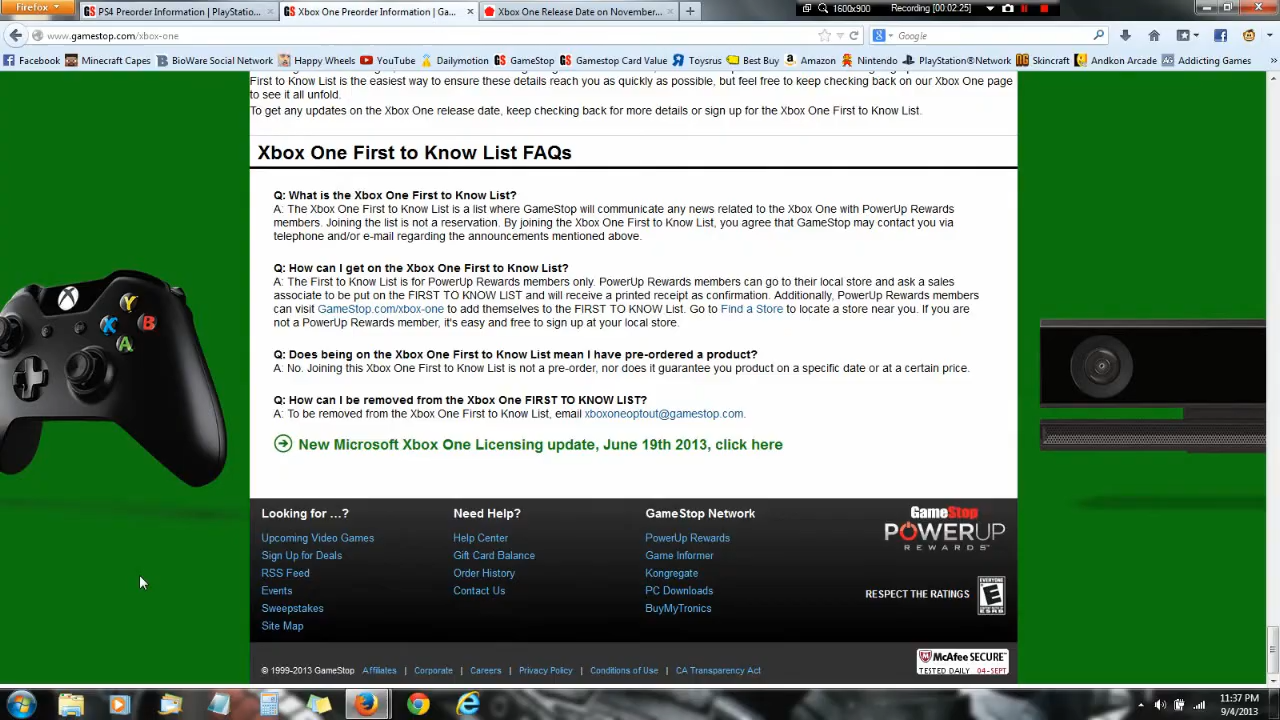 Firefox
PS4 Preorder Information | PlayStatio...
Xbox One Preorder Information | Ga...
Xbox One Release Date on November...
1600x900
Recording [00:02:25]
www.gamestop.com/xbox-one
Google
Facebook
Minecraft Capes
BioWare Social Network
Happy Wheels
YouTube
Dailymotion
GameStop
Gamestop Card Value
Toysrus
Best Buy
Amazon
Nintendo
PlayStation®Network
Skincraft
Andkon Arcade
Addicting Games
First to Know List is the easiest way to ensure these details reach you as quickly as possible, but feel free to keep checking back on our Xbox One page
to see it all unfold.
To get any updates on the Xbox One release date, keep checking back for more details or sign up for the Xbox One First to Know List.
Xbox One First to Know List FAQs
Q: What is the Xbox One First to Know List?
A: The Xbox One First to Know List is a list where GameStop will communicate any news related to the Xbox One with PowerUp Rewards
members. Joining the list is not a reservation. By joining the Xbox One First to Know List, you agree that GameStop may contact you via
telephone and/or e-mail regarding the announcements mentioned above.
Q: How can I get on the Xbox One First to Know List?
A: The First to Know List is for PowerUp Rewards members only. PowerUp Rewards members can go to their local store and ask a sales
associate to be put on the FIRST TO KNOW LIST and will receive a printed receipt as confirmation. Additionally, PowerUp Rewards members
can visit GameStop.com/xbox-one to add themselves to the FIRST TO KNOW List. Go to Find a Store to locate a store near you. If you are
not a PowerUp Rewards member, it's easy and free to sign up at your local store.
Q: Does being on the Xbox One First to Know List mean I have pre-ordered a product?
A: No. Joining this Xbox One First to Know List is not a pre-order, nor does it guarantee you product on a specific date or at a certain price.
Q: How can I be removed from the Xbox One FIRST TO KNOW LIST?
A: To be removed from the Xbox One First to Know List, email xboxoneoptout@gamestop.com.
New Microsoft Xbox One Licensing update, June 19th 2013, click here
Y
X
B
A
Looking for ...?
Upcoming Video Games
Sign Up for Deals
RSS Feed
Events
Sweepstakes
Site Map
Need Help?
Help Center
Gift Card Balance
Order History
Contact Us
GameStop Network
PowerUp Rewards
Game Informer
Kongregate
PC Downloads
BuyMyTronics
GameStop
POWERUP
REWARDS
RESPECT THE RATINGS
EVERYONE
E
ESRB
© 1999-2013 GameStop
Affiliates | Corporate | Careers | Privacy Policy | Conditions of Use | CA Transparency Act
McAfee SECURE
TESTED DAILY 04-SEPT
11:37 PM
9/4/2013